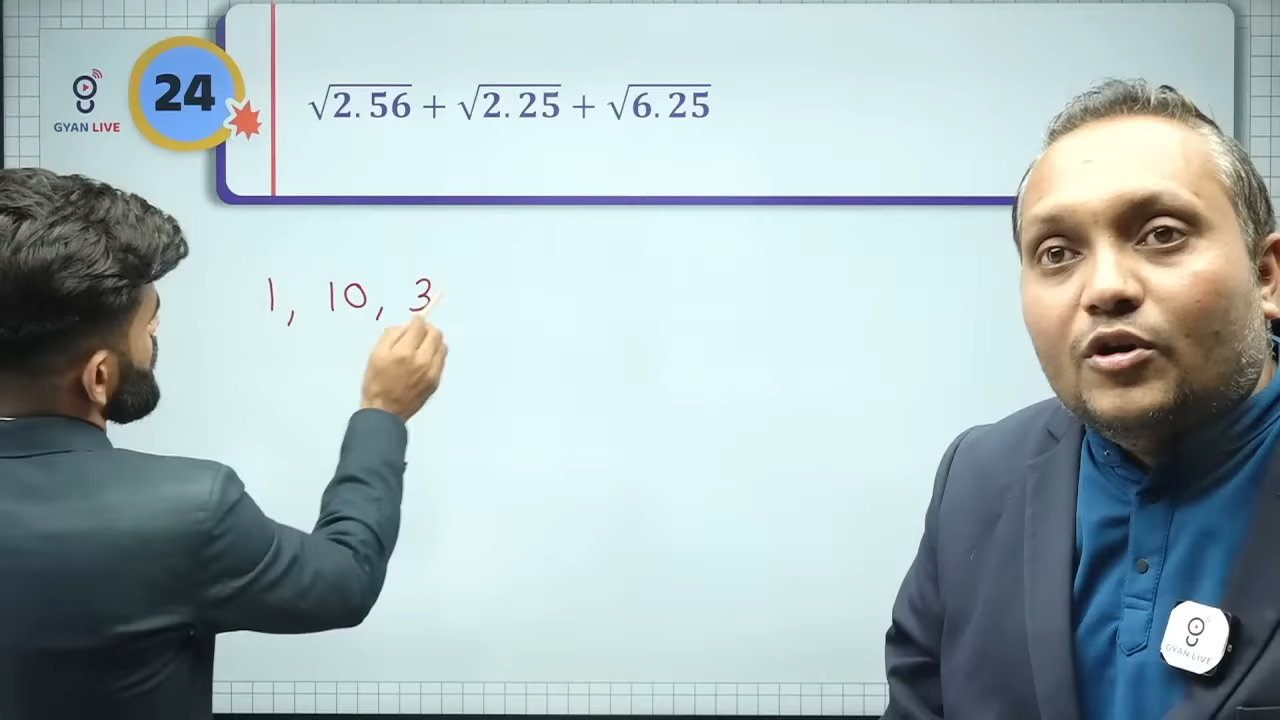 24
GYAN LIVE
√2.56 + √2.25 + √6.25
1, 10, 3
GYAN LIVE